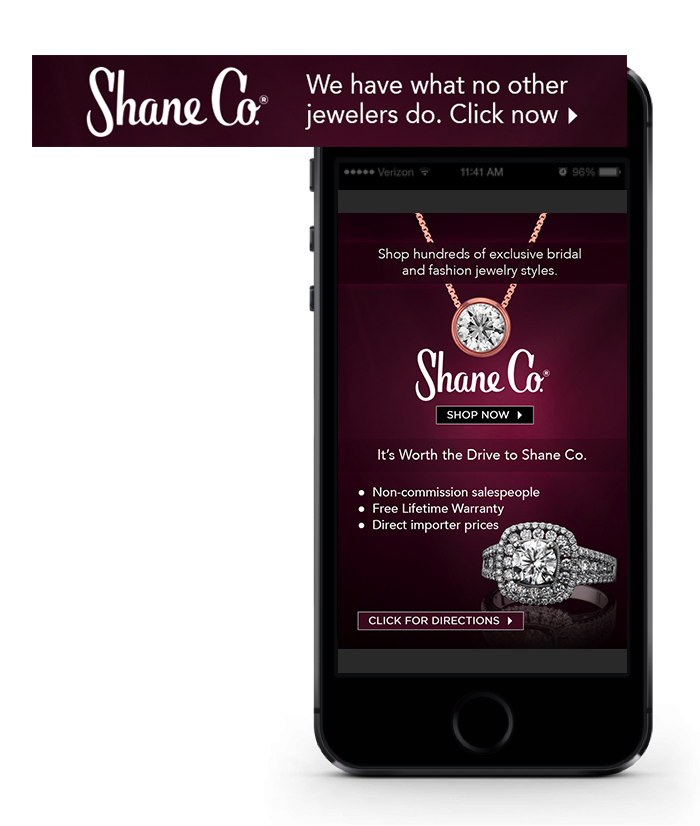 Shane Co.®
We have what no other
jewelers do. Click now
Verizon 11:41 AM 96%
Shop hundreds of exclusive bridal
and fashion jewelry styles.
Shane Co.®
SHOP NOW
It's Worth the Drive to Shane Co.
● Non-commission salespeople
● Free Lifetime Warranty
● Direct importer prices
CLICK FOR DIRECTIONS